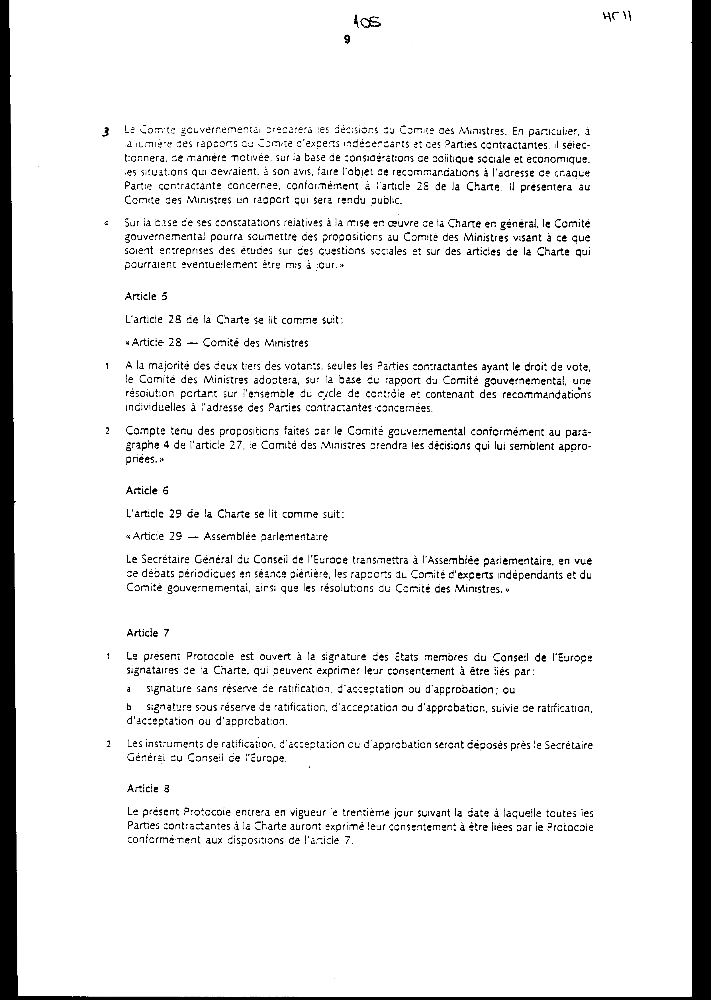 105
9
3 Le Comité gouvernemental préparera les décisions du Comité des Ministres. En particulier, à
la lumière des rapports du Comité d'experts indépendants et des Parties contractantes, il sélec-
tionnera, de manière motivée, sur la base de considérations de politique sociale et économique,
les situations qui devraient, à son avis, faire l'objet de recommandations à l'adresse de chaque
Partie contractante concernée, conformément à l'article 28 de la Charte. Il présentera au
Comité des Ministres un rapport qui sera rendu public.
4 Sur la base de ses constatations relatives à la mise en œuvre de la Charte en général, le Comité
gouvernemental pourra soumettre des propositions au Comité des Ministres visant à ce que
soient entreprises des études sur des questions sociales et sur des articles de la Charte qui
pourraient éventuellement être mis à jour. »
Article 5
L'article 28 de la Charte se lit comme suit:
« Article 28 — Comité des Ministres
1 A la majorité des deux tiers des votants, seules les Parties contractantes ayant le droit de vote,
le Comité des Ministres adoptera, sur la base du rapport du Comité gouvernemental, une
résolution portant sur l'ensemble du cycle de contrôle et contenant des recommandations
individuelles à l'adresse des Parties contractantes concernées.
2 Compte tenu des propositions faites par le Comité gouvernemental conformément au para-
graphe 4 de l'article 27, le Comité des Ministres prendra les décisions qui lui semblent appro-
priées. »
Article 6
L'article 29 de la Charte se lit comme suit:
« Article 29 — Assemblée parlementaire
Le Secrétaire Général du Conseil de l'Europe transmettra à l'Assemblée parlementaire, en vue
de débats périodiques en séance plénière, les rapports du Comité d'experts indépendants et du
Comité gouvernemental, ainsi que les résolutions du Comité des Ministres. »
Article 7
1 Le présent Protocole est ouvert à la signature des Etats membres du Conseil de l'Europe
signataires de la Charte, qui peuvent exprimer leur consentement à être liés par:
a signature sans réserve de ratification, d'acceptation ou d'approbation; ou
b signature sous réserve de ratification, d'acceptation ou d'approbation, suivie de ratification,
d'acceptation ou d'approbation.
2 Les instruments de ratification, d'acceptation ou d'approbation seront déposés près le Secrétaire
Général du Conseil de l'Europe.
Article 8
Le présent Protocole entrera en vigueur le trentième jour suivant la date à laquelle toutes les
Parties contractantes à la Charte auront exprimé leur consentement à être liées par le Protocole
conformément aux dispositions de l'article 7.